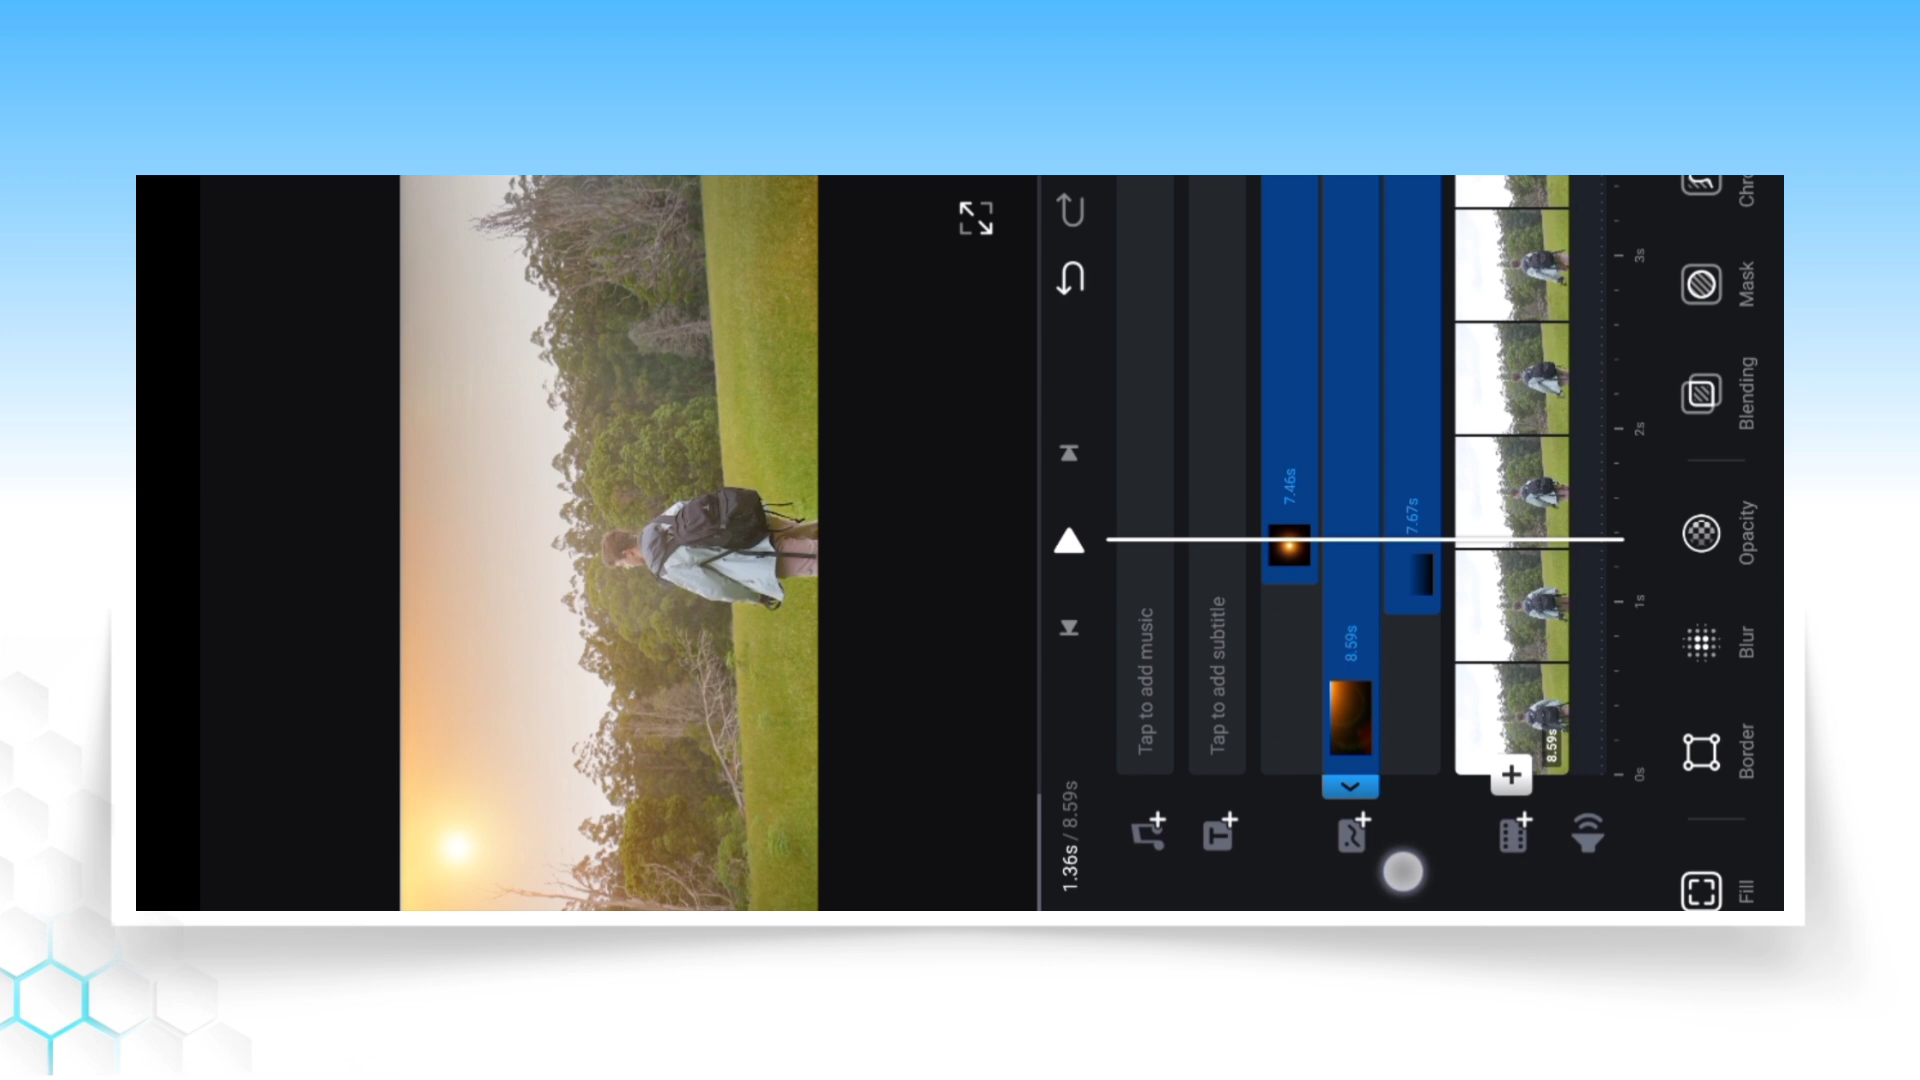 1.36s / 8.59s
Tap to add music
Tap to add subtitle
7.46s
8.59s
7.67s
8.59s
0s
1s
2s
3s
Fill
Border
Blur
Opacity
Blending
Mask
Chr